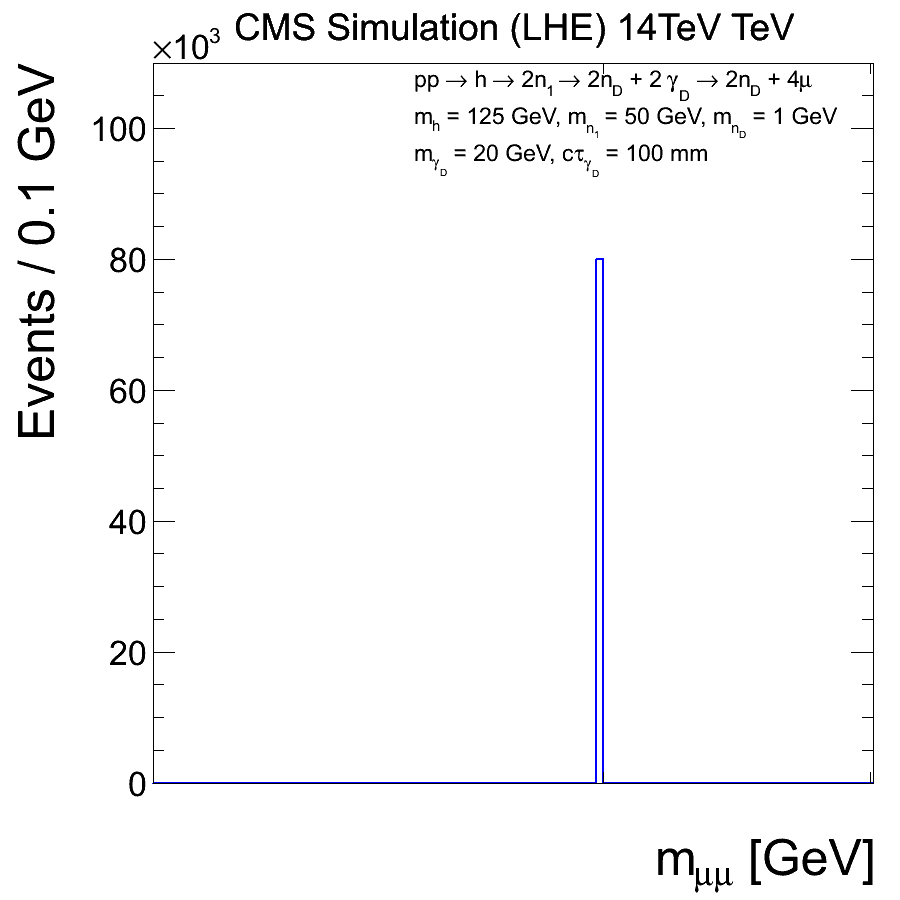 ×10³ CMS Simulation (LHE) 14TeV TeV
pp → h → 2n₁ → 2n_D + 2 γ_D → 2n_D + 4μ
m_h = 125 GeV, m_n₁ = 50 GeV, m_n_D = 1 GeV
m_γ_D = 20 GeV, cτ_γ_D = 100 mm
Events / 0.1 GeV
100
80
60
40
20
0
m_μμ [GeV]